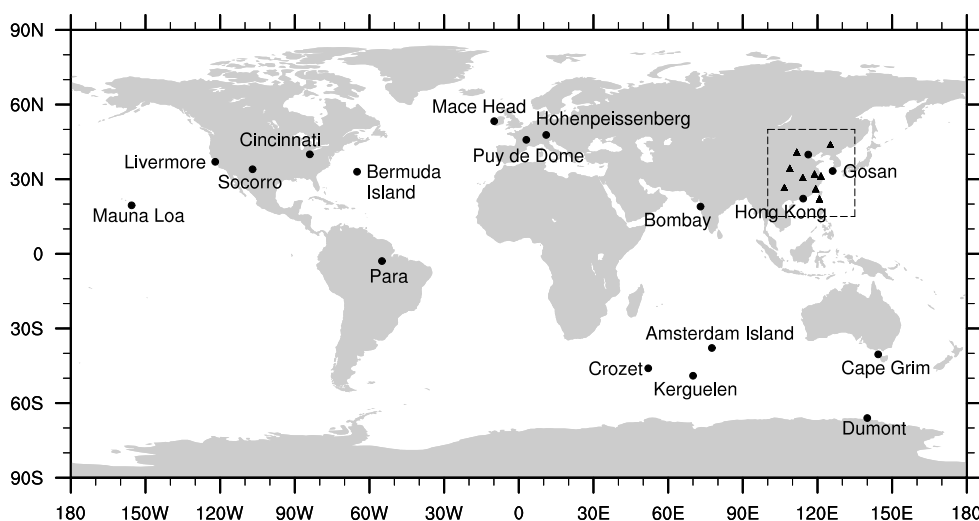 90N
60N
30N
0
30S
60S
90S
Mace Head
Hohenpeissenberg
Cincinnati
Puy de Dome
Livermore
Socorro
Bermuda
Island
Gosan
Mauna Loa
Bombay
Hong Kong
Para
Amsterdam Island
Crozet
Kerguelen
Cape Grim
Dumont
180 150W 120W 90W 60W 30W 0 30E 60E 90E 120E 150E 180